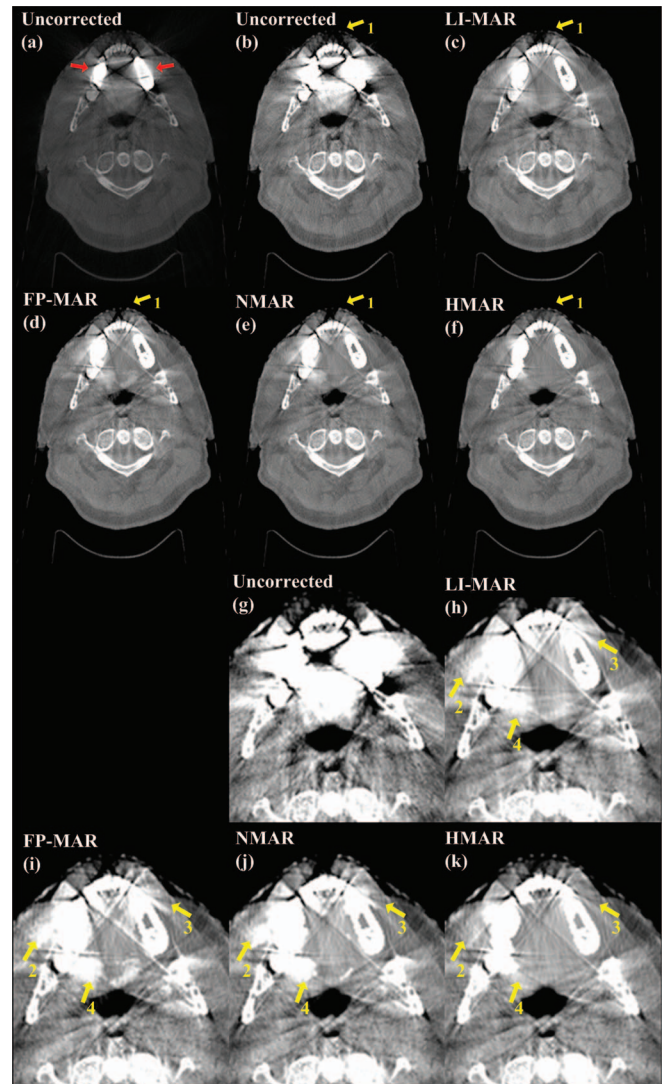 Uncorrected
(a)
Uncorrected
(b)
1
LI-MAR
(c)
1
FP-MAR
(d)
1
NMAR
(e)
1
HMAR
(f)
1
Uncorrected
(g)
LI-MAR
(h)
3
2
4
FP-MAR
(i)
3
2
4
NMAR
(j)
3
2
4
HMAR
(k)
3
2
4